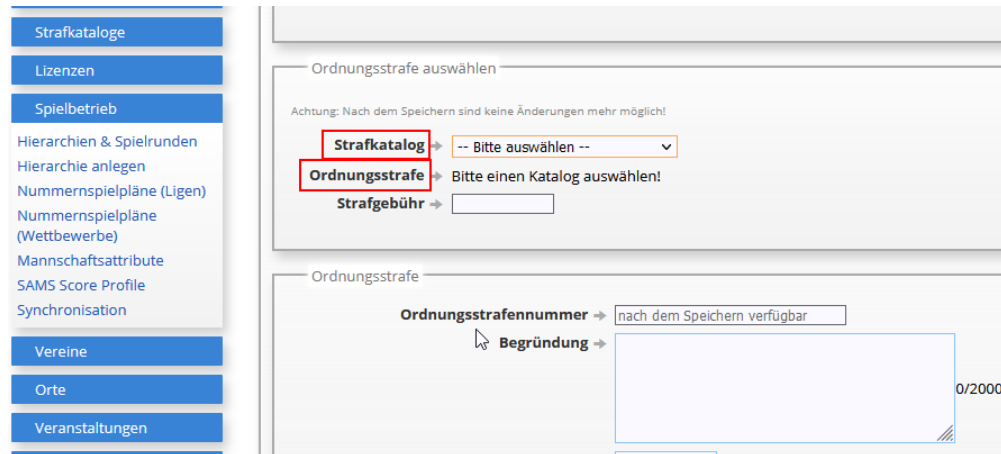 Strafkataloge
Lizenzen
Spielbetrieb
Hierarchien & Spielrunden
Hierarchie anlegen
Nummernspielpläne (Ligen)
Nummernspielpläne
(Wettbewerbe)
Mannschaftsattribute
SAMS Score Profile
Synchronisation
Vereine
Orte
Veranstaltungen
Ordnungsstrafe auswählen
Achtung: Nach dem Speichern sind keine Änderungen mehr möglich!
Strafkatalog -- Bitte auswählen --
Ordnungsstrafe Bitte einen Katalog auswählen!
Strafgebühr
Ordnungsstrafe
Ordnungsstrafennummer nach dem Speichern verfügbar
Begründung
0/2000